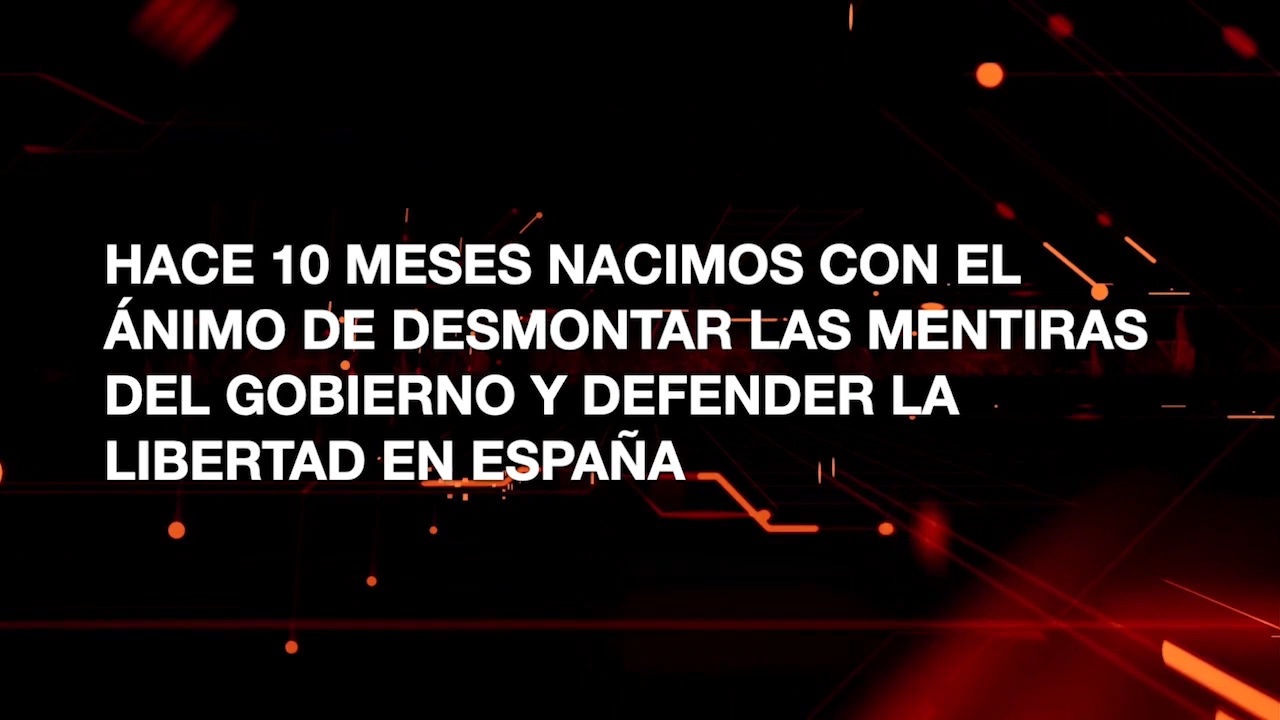 HACE 10 MESES NACIMOS CON EL
ÁNIMO DE DESMONTAR LAS MENTIRAS
DEL GOBIERNO Y DEFENDER LA
LIBERTAD EN ESPAÑA